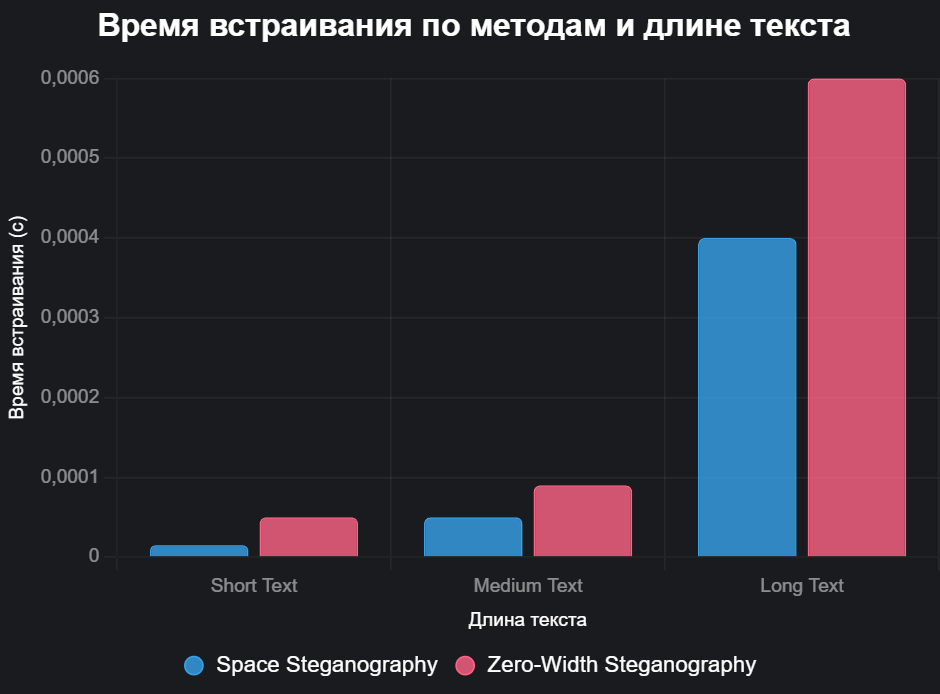 Время встраивания по методам и длине текста
0,0006
0,0005
0,0004
0,0003
0,0002
0,0001
0
Время встраивания (с)
Short Text Medium Text Long Text
Длина текста
Space Steganography Zero-Width Steganography